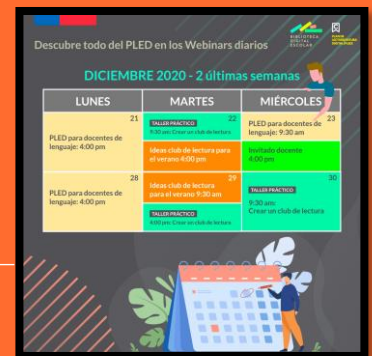 BIBLIOTECA
DIGITAL
ESCOLAR
Descubre todo del PLED en los Webinars diarios
DICIEMBRE 2020 - 2 últimas semanas
LUNES
MARTES
MIÉRCOLES
21
PLED para docentes de
lenguaje: 4:00 pm
22
TALLER PRÁCTICO
9:30 am: Crear un club de lectura
Ideas club de lectura para
el verano 4:00 pm
23
PLED para docentes de
lenguaje: 9:30 am
Invitado docente
4:00 pm
28
PLED para docentes de
lenguaje: 4:00 pm
29
Ideas club de lectura
para el verano 9:30 am
TALLER PRÁCTICO
4:00 pm: Crear un club de lectura
30
TALLER PRÁCTICO
9:30 am:
Crear un club de lectura